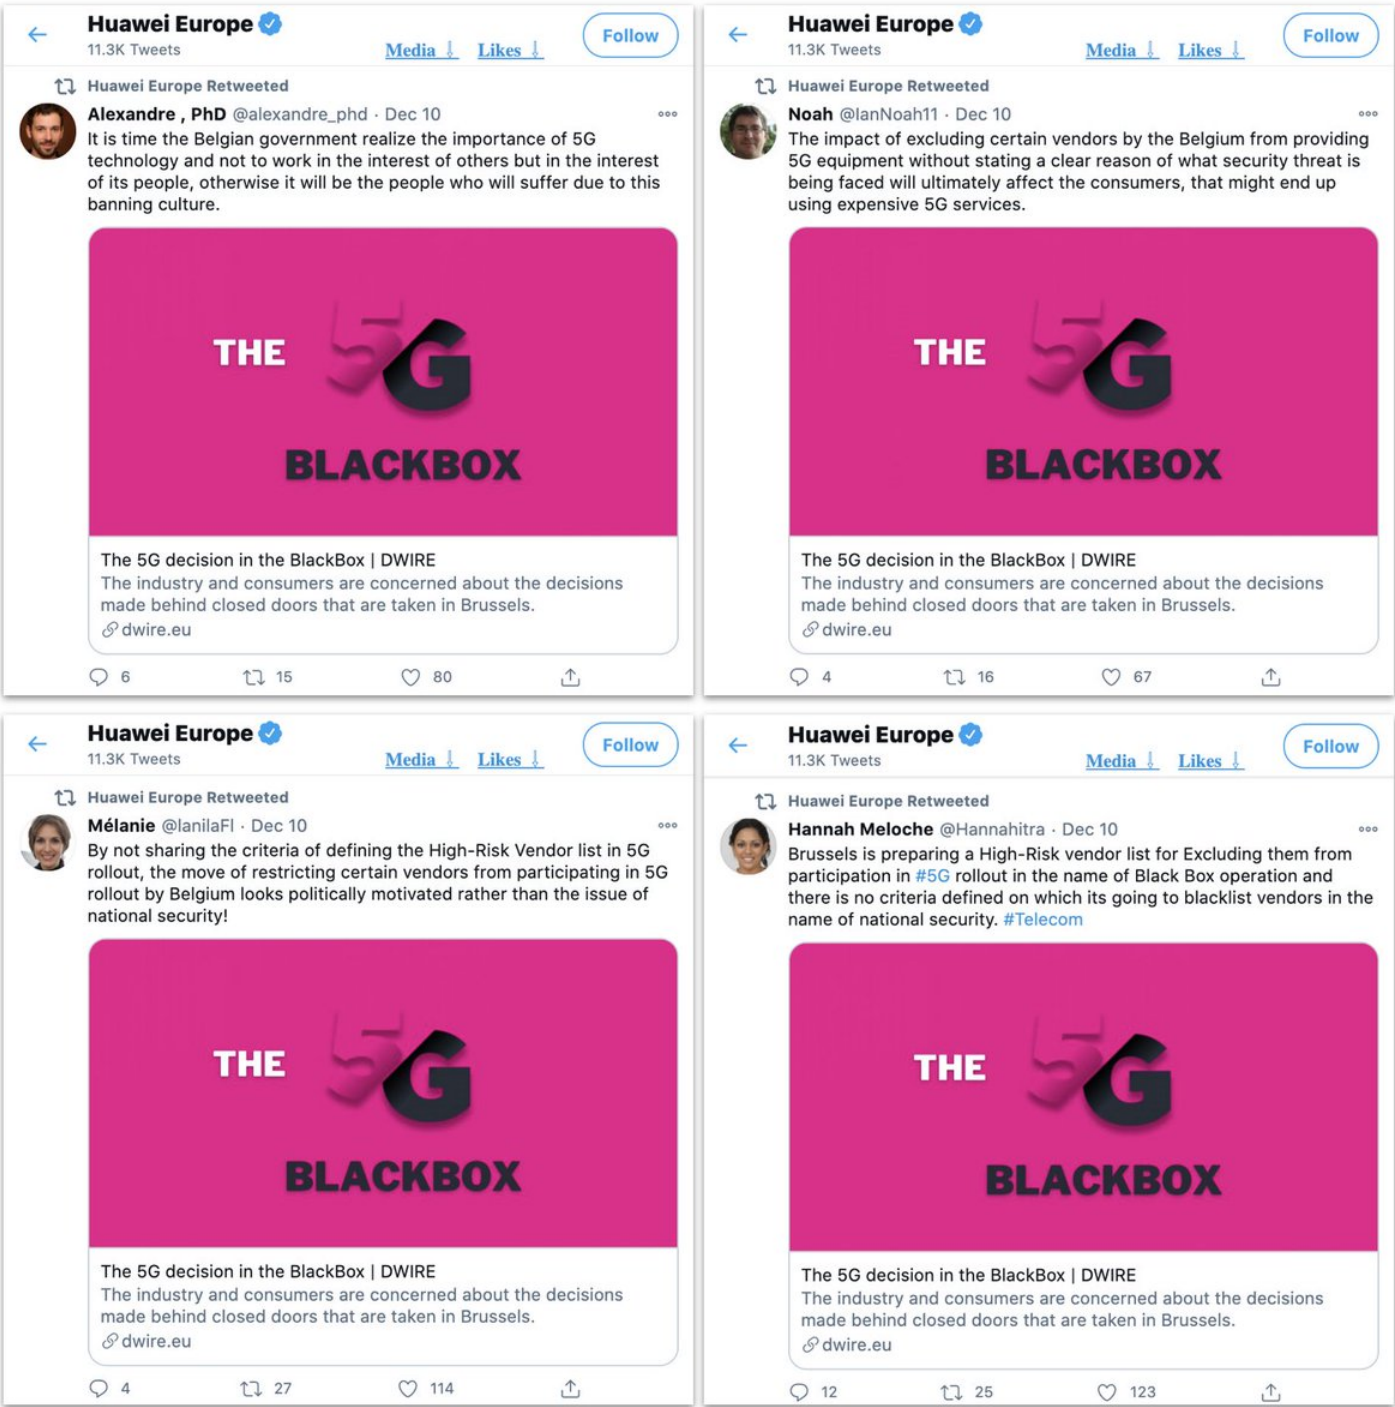 Huawei Europe
11.3K Tweets
Media ⇩ Likes ⇩
Follow
Huawei Europe Retweeted
Alexandre , PhD @alexandre_phd · Dec 10
It is time the Belgian government realize the importance of 5G
technology and not to work in the interest of others but in the interest
of its people, otherwise it will be the people who will suffer due to this
banning culture.
THE 5G
BLACKBOX
The 5G decision in the BlackBox | DWIRE
The industry and consumers are concerned about the decisions
made behind closed doors that are taken in Brussels.
dwire.eu
6 15 80
Huawei Europe
11.3K Tweets
Media ⇩ Likes ⇩
Follow
Huawei Europe Retweeted
Noah @IanNoah11 · Dec 10
The impact of excluding certain vendors by the Belgium from providing
5G equipment without stating a clear reason of what security threat is
being faced will ultimately affect the consumers, that might end up
using expensive 5G services.
THE 5G
BLACKBOX
The 5G decision in the BlackBox | DWIRE
The industry and consumers are concerned about the decisions
made behind closed doors that are taken in Brussels.
dwire.eu
4 16 67
Huawei Europe
11.3K Tweets
Media ⇩ Likes ⇩
Follow
Huawei Europe Retweeted
Mélanie @lanilaFl · Dec 10
By not sharing the criteria of defining the High-Risk Vendor list in 5G
rollout, the move of restricting certain vendors from participating in 5G
rollout by Belgium looks politically motivated rather than the issue of
national security!
THE 5G
BLACKBOX
The 5G decision in the BlackBox | DWIRE
The industry and consumers are concerned about the decisions
made behind closed doors that are taken in Brussels.
dwire.eu
4 27 114
Huawei Europe
11.3K Tweets
Media ⇩ Likes ⇩
Follow
Huawei Europe Retweeted
Hannah Meloche @Hannahitra · Dec 10
Brussels is preparing a High-Risk vendor list for Excluding them from
participation in #5G rollout in the name of Black Box operation and
there is no criteria defined on which its going to blacklist vendors in the
name of national security. #Telecom
THE 5G
BLACKBOX
The 5G decision in the BlackBox | DWIRE
The industry and consumers are concerned about the decisions
made behind closed doors that are taken in Brussels.
dwire.eu
12 25 123